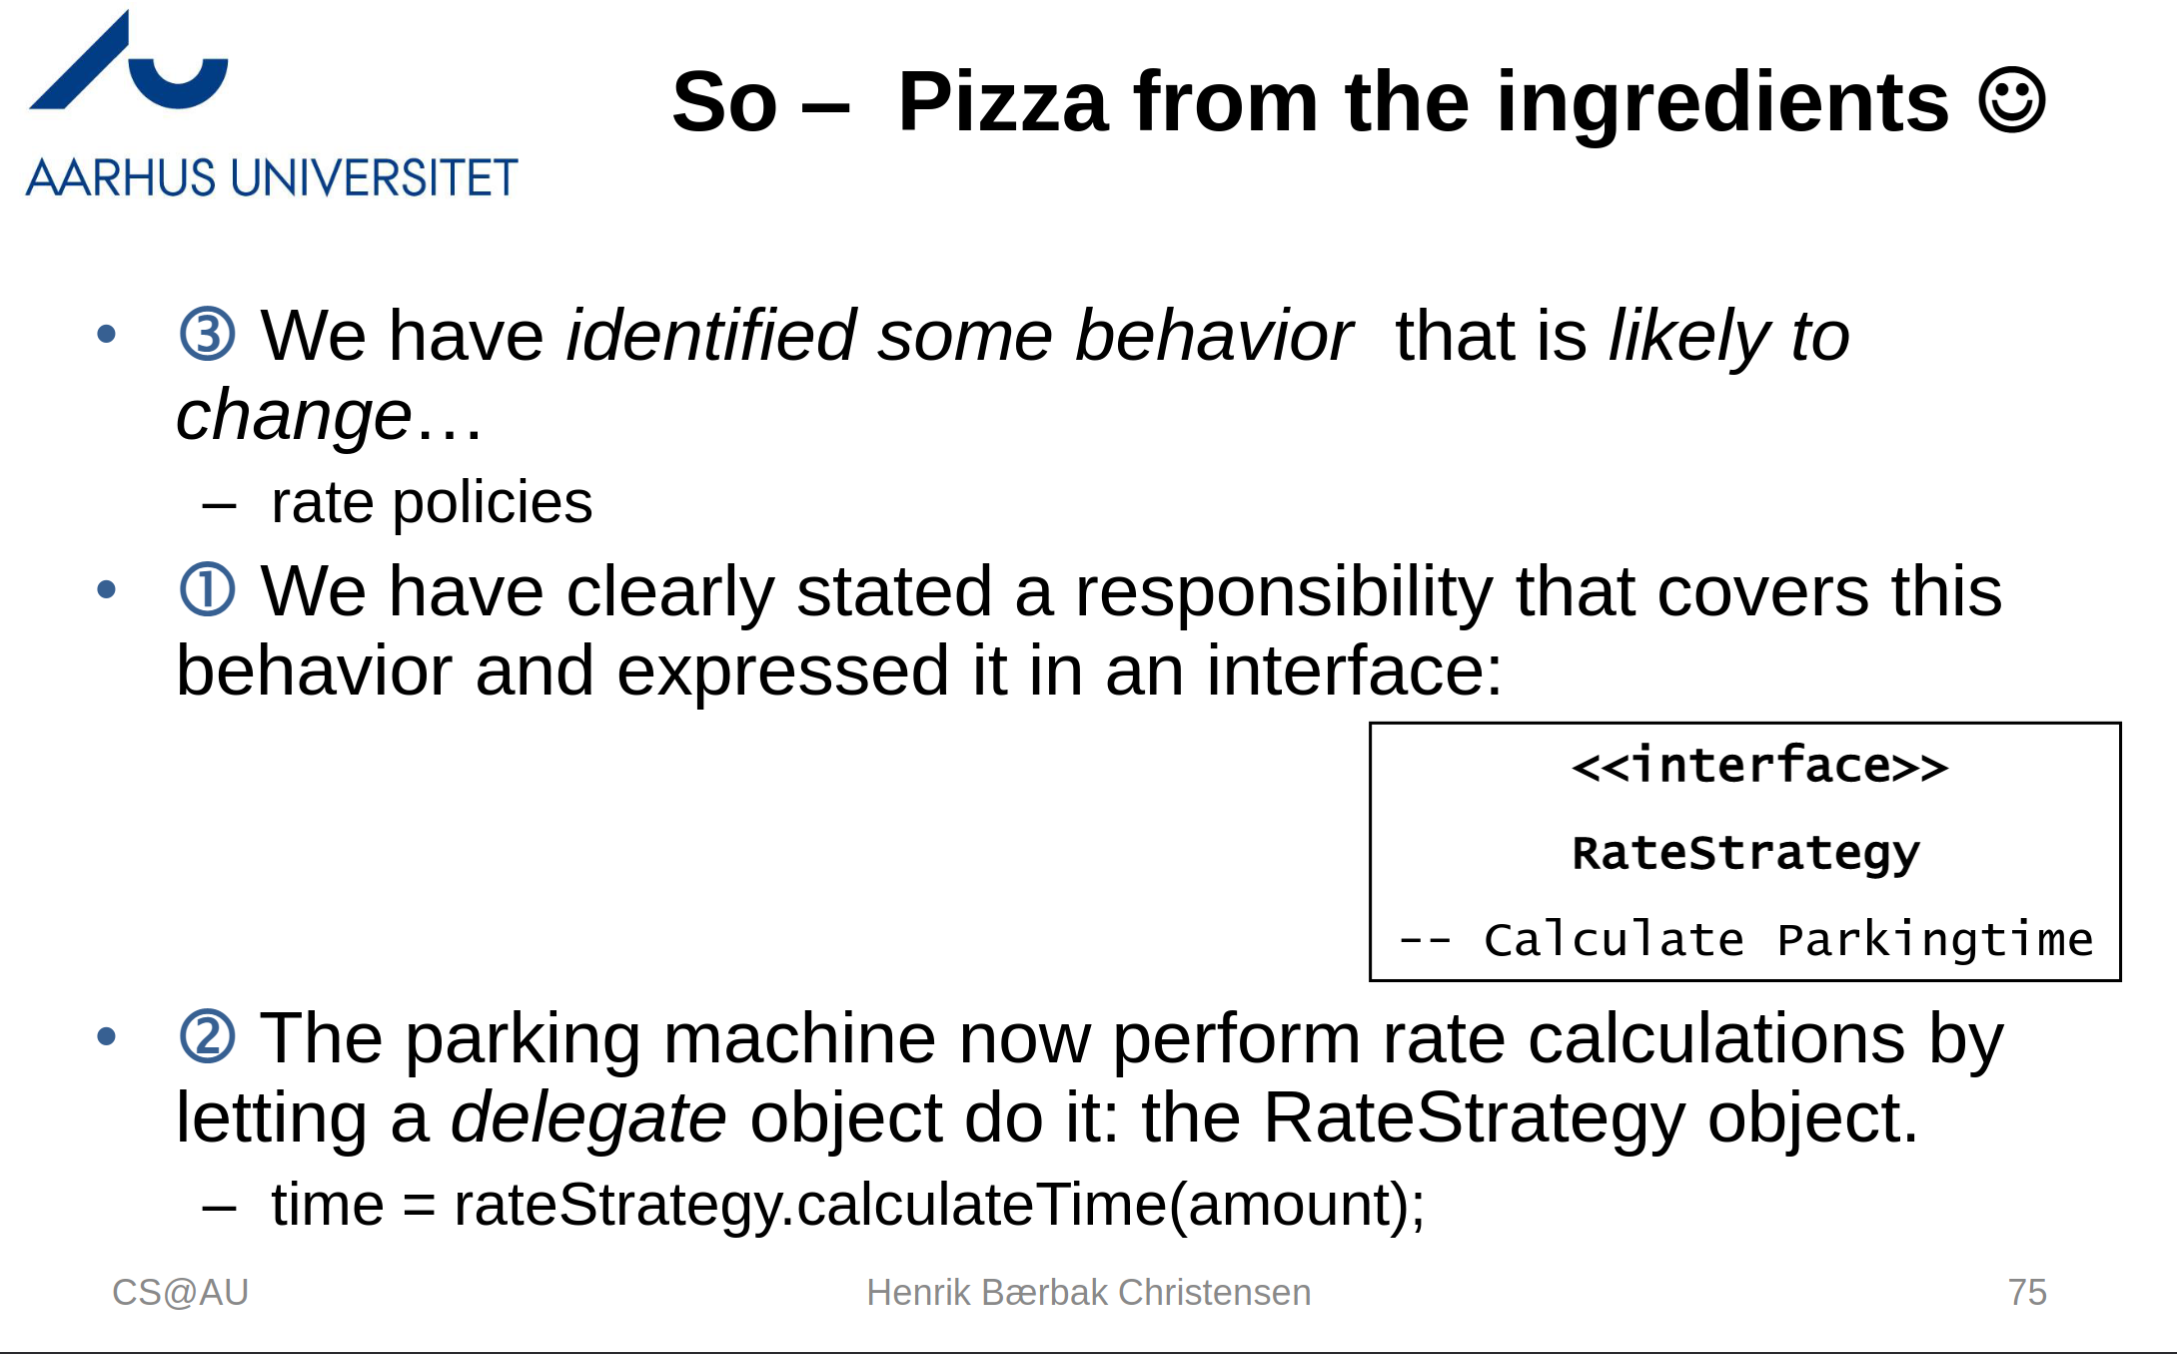 AARHUS UNIVERSITET
So – Pizza from the ingredients ☺
• ③ We have identified some behavior that is likely to
change…
– rate policies
• ① We have clearly stated a responsibility that covers this
behavior and expressed it in an interface:
<<interface>>
RateStrategy
-- Calculate Parkingtime
• ② The parking machine now perform rate calculations by
letting a delegate object do it: the RateStrategy object.
– time = rateStrategy.calculateTime(amount);
CS@AU
Henrik Bærbak Christensen
75